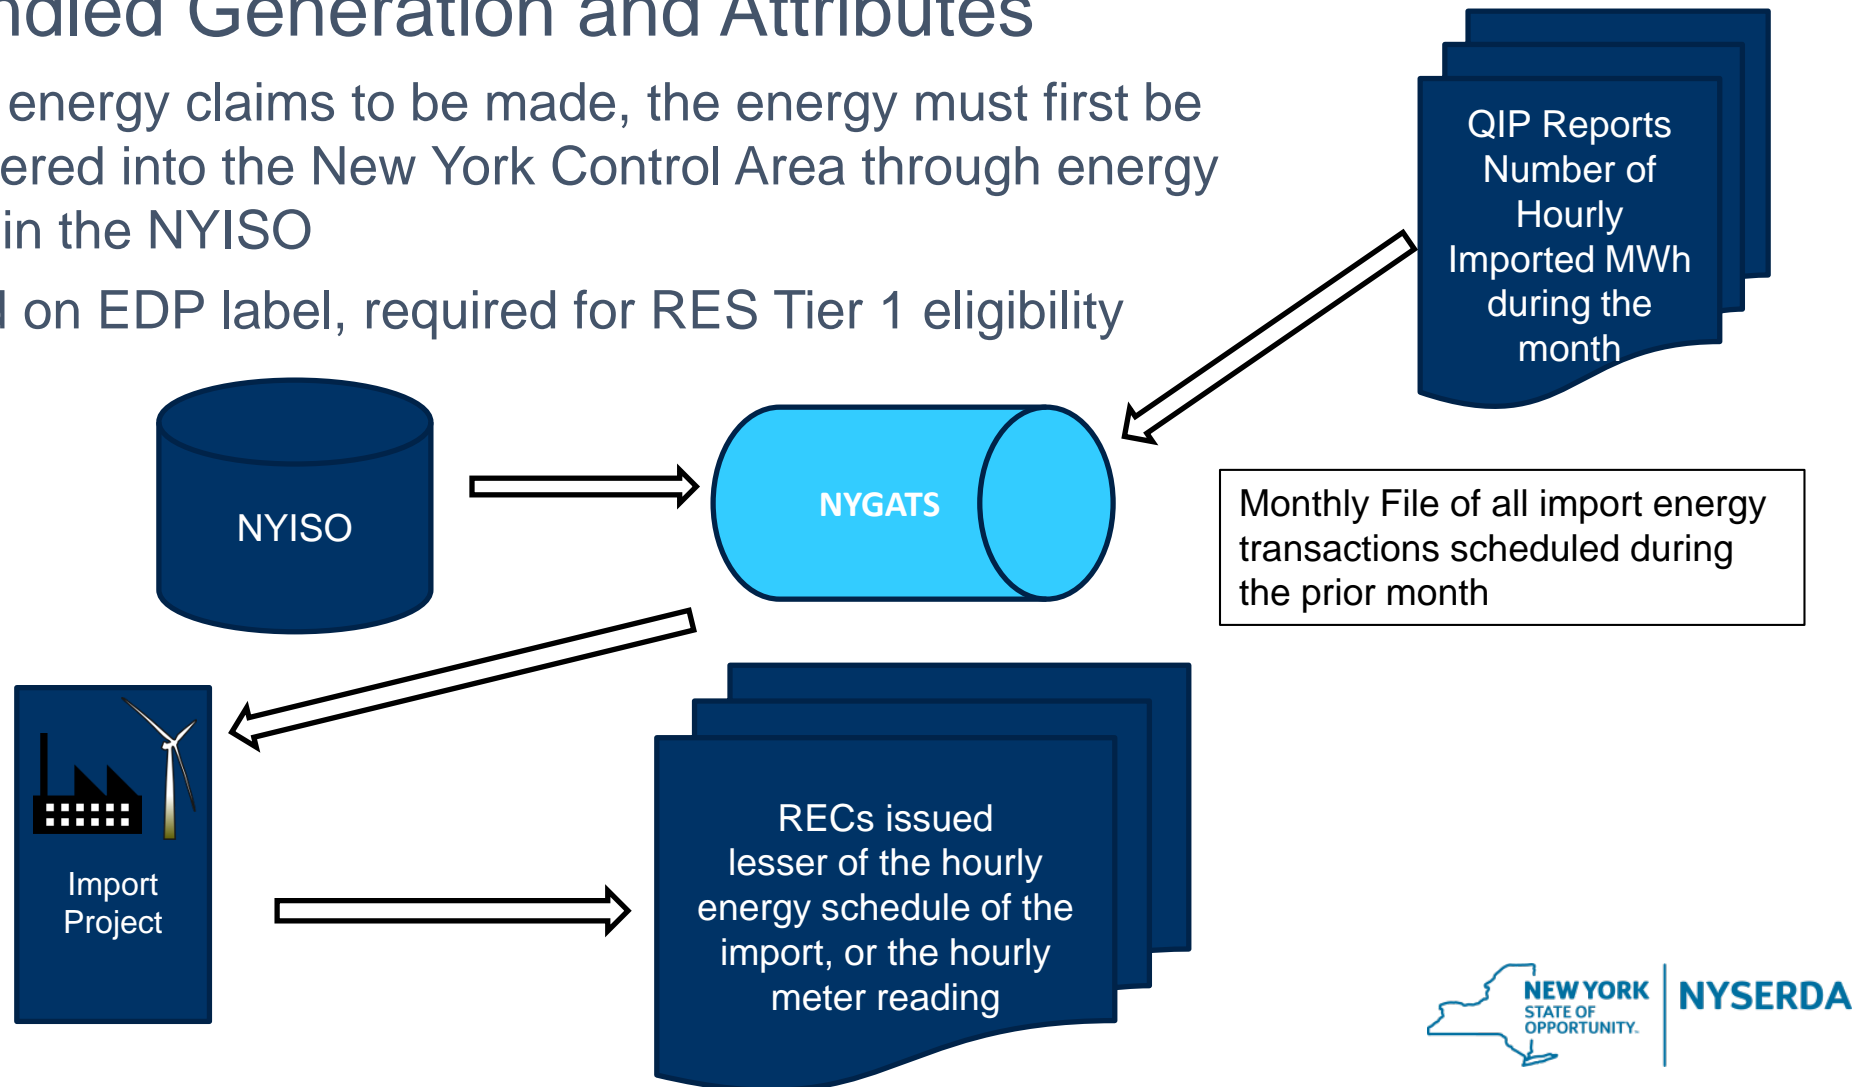 ndled Generation and Attributes
energy claims to be made, the energy must first be
ered into the New York Control Area through energy
in the NYISO
on EDP label, required for RES Tier 1 eligibility
QIP Reports
Number of
Hourly
Imported MWh
during the
month
NYISO
NYGATS
Monthly File of all import energy
transactions scheduled during
the prior month
Import
Project
RECs issued
lesser of the hourly
energy schedule of the
import, or the hourly
meter reading
NEW YORK
STATE OF
OPPORTUNITY.
NYSERDA